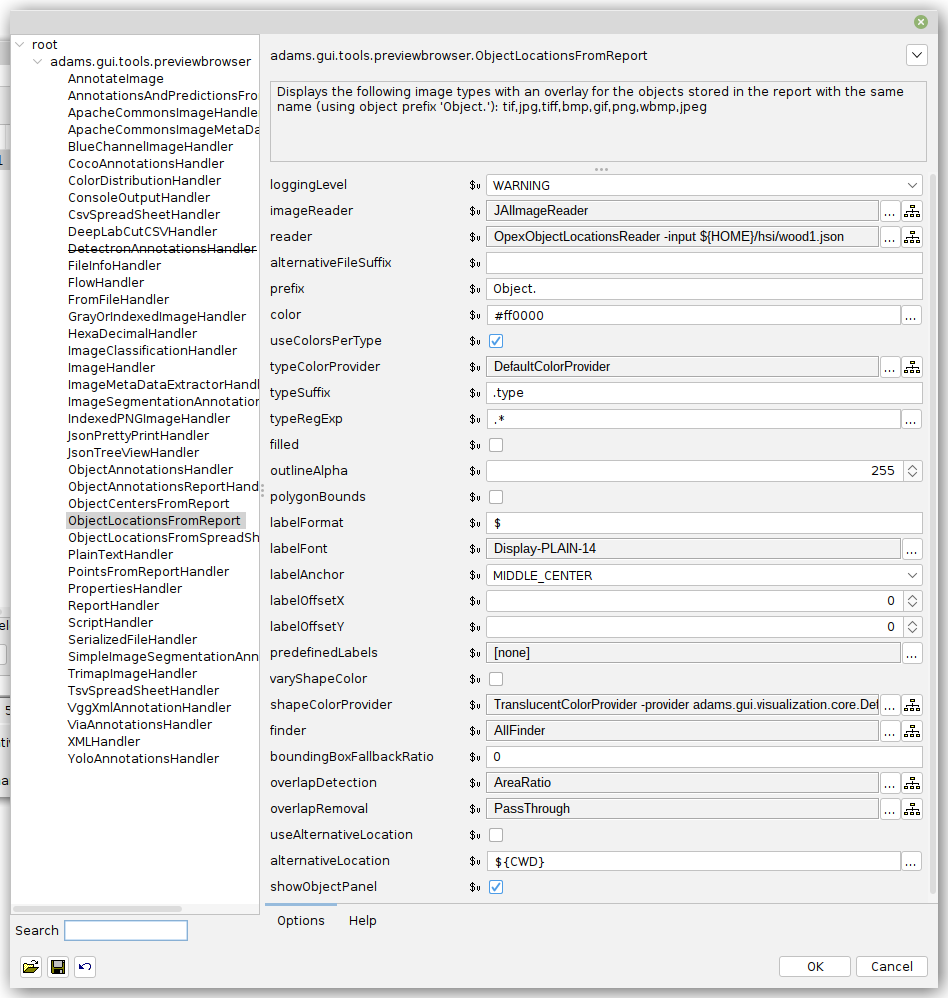 root
adams.gui.tools.previewbrowser
AnnotateImage
AnnotationsAndPredictionsFro
ApacheCommonsImageHandle
ApacheCommonsImageMetaDa
BlueChannelImageHandler
CocoAnnotationsHandler
ColorDistributionHandler
ConsoleOutputHandler
CsvSpreadSheetHandler
DeepLabCutCSVHandler
DetectronAnnotationsHandler
FileInfoHandler
FlowHandler
FromFileHandler
GrayOrIndexedImageHandler
HexaDecimalHandler
ImageClassificationHandler
ImageHandler
ImageMetaDataExtractorHandl
ImageSegmentationAnnotation
IndexedPNGImageHandler
JsonPrettyPrintHandler
JsonTreeViewHandler
ObjectAnnotationsHandler
ObjectAnnotationsReportHand
ObjectCentersFromReport
ObjectLocationsFromReport
ObjectLocationsFromSpreadSh
PlainTextHandler
PointsFromReportHandler
PropertiesHandler
ReportHandler
ScriptHandler
SerializedFileHandler
SimpleImageSegmentationAnn
TrimapImageHandler
TsvSpreadSheetHandler
VggXmlAnnotationHandler
ViaAnnotationsHandler
XMLHandler
YoloAnnotationsHandler
Search
adams.gui.tools.previewbrowser.ObjectLocationsFromReport
Displays the following image types with an overlay for the objects stored in the report with the same
name (using object prefix 'Object.'): tif,jpg,tiff,bmp,gif,png,wbmp,jpeg
loggingLevel WARNING
imageReader JAIImageReader ...
reader OpexObjectLocationsReader -input ${HOME}/hsi/wood1.json ...
alternativeFileSuffix
prefix Object.
color #ff0000 ...
useColorsPerType
typeColorProvider DefaultColorProvider ...
typeSuffix .type
typeRegExp .* ...
filled
outlineAlpha 255
polygonBounds
labelFormat $
labelFont Display-PLAIN-14 ...
labelAnchor MIDDLE_CENTER
labelOffsetX 0
labelOffsetY 0
predefinedLabels [none] ...
varyShapeColor
shapeColorProvider TranslucentColorProvider -provider adams.gui.visualization.core.Def ...
finder AllFinder ...
boundingBoxFallbackRatio 0
overlapDetection AreaRatio ...
overlapRemoval PassThrough ...
useAlternativeLocation
alternativeLocation ${CWD} ...
showObjectPanel
Options Help
OK Cancel